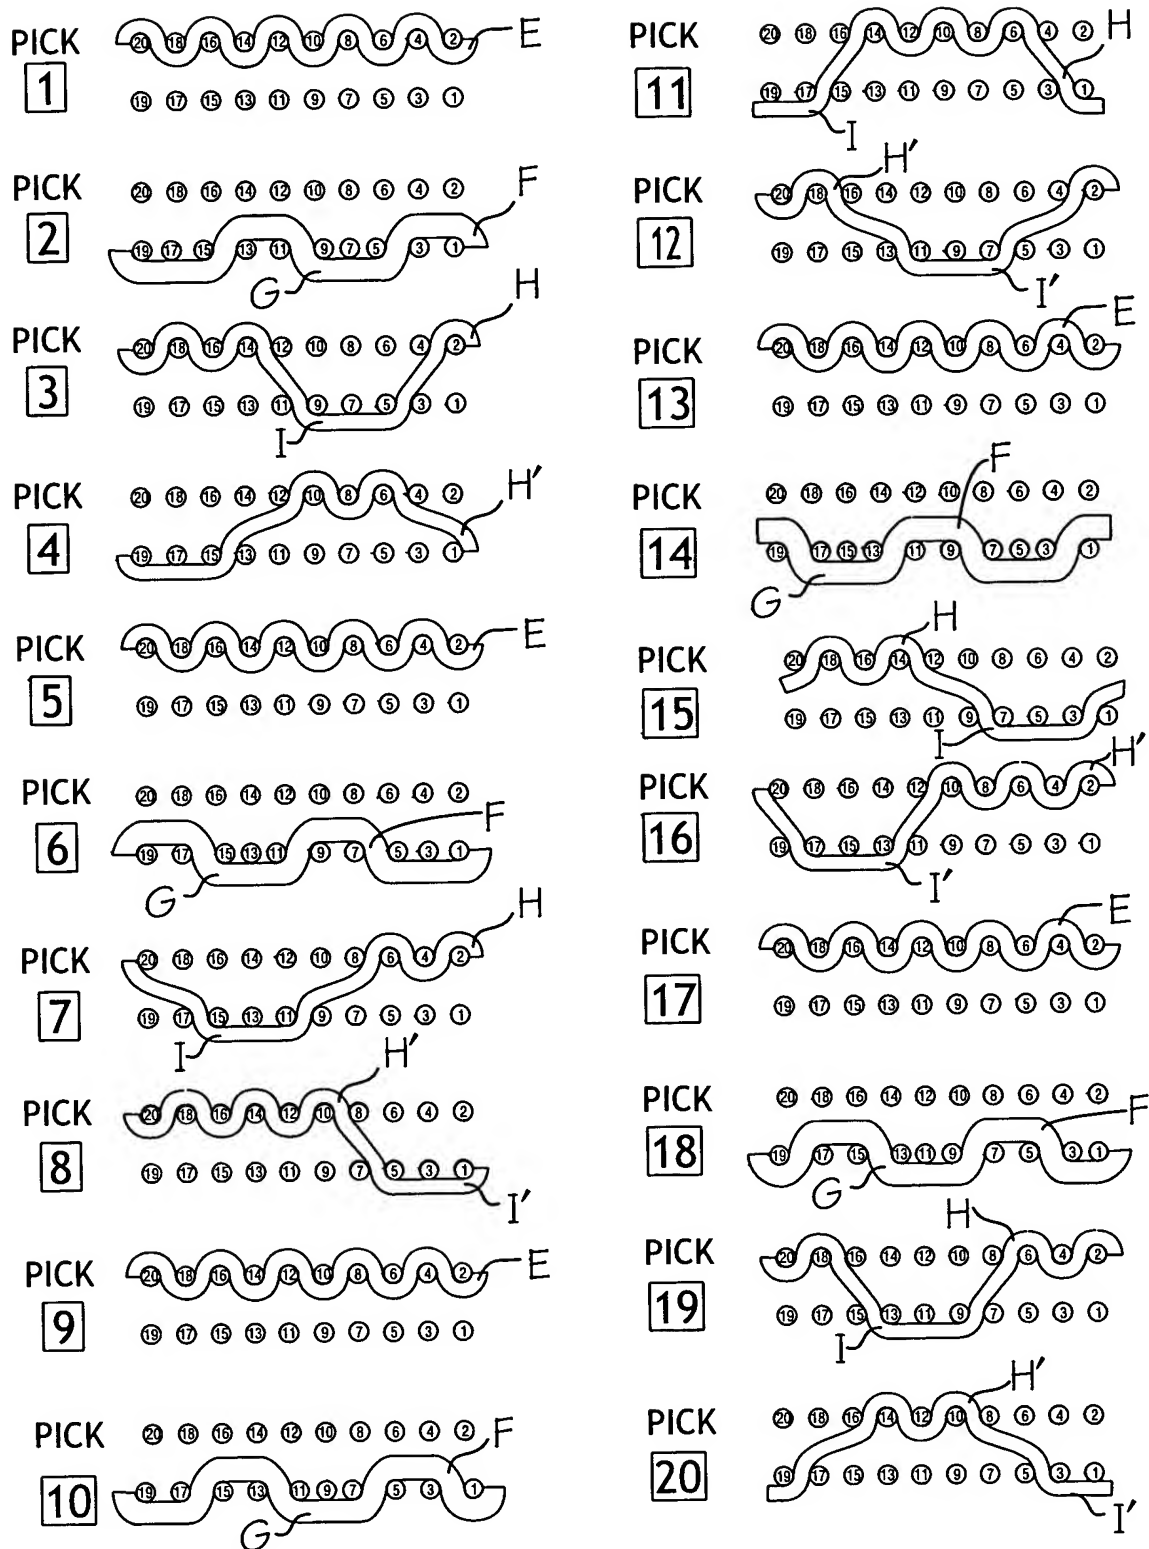 PICK 1
20 18 16 14 12 10 8 6 4 2 E
19 17 15 13 11 9 7 5 3 1
PICK 2
20 18 16 14 12 10 8 6 4 2 F
19 17 15 13 11 9 7 5 3 1
G
PICK 3
H
20 18 16 14 12 10 8 6 4 2
19 17 15 13 11 9 7 5 3 1
I
PICK 4
20 18 16 14 12 10 8 6 4 2 H'
19 17 15 13 11 9 7 5 3 1
PICK 5
20 18 16 14 12 10 8 6 4 2 E
19 17 15 13 11 9 7 5 3 1
PICK 6
20 18 16 14 12 10 8 6 4 2
F
19 17 15 13 11 9 7 5 3 1
G
PICK 7
H
20 18 16 14 12 10 8 6 4 2
19 17 15 13 11 9 7 5 3 1
I
PICK 8
H'
20 18 16 14 12 10 8 6 4 2
19 17 15 13 11 9 7 5 3 1
I'
PICK 9
20 18 16 14 12 10 8 6 4 2 E
19 17 15 13 11 9 7 5 3 1
PICK 10
20 18 16 14 12 10 8 6 4 2 F
19 17 15 13 11 9 7 5 3 1
G
PICK 11
20 18 16 14 12 10 8 6 4 2 H
19 17 15 13 11 9 7 5 3 1
I
PICK 12
H'
20 18 16 14 12 10 8 6 4 2
19 17 15 13 11 9 7 5 3 1
I'
PICK 13
E
20 18 16 14 12 10 8 6 4 2
19 17 15 13 11 9 7 5 3 1
PICK 14
F
20 18 16 14 12 10 8 6 4 2
19 17 15 13 11 9 7 5 3 1
G
PICK 15
H
20 18 16 14 12 10 8 6 4 2
19 17 15 13 11 9 7 5 3 1
I
PICK 16
H'
20 18 16 14 12 10 8 6 4 2
19 17 15 13 11 9 7 5 3 1
I'
PICK 17
E
20 18 16 14 12 10 8 6 4 2
19 17 15 13 11 9 7 5 3 1
PICK 18
20 18 16 14 12 10 8 6 4 2 F
19 17 15 13 11 9 7 5 3 1
G
PICK 19
H
20 18 16 14 12 10 8 6 4 2
19 17 15 13 11 9 7 5 3 1
I
PICK 20
H'
20 18 16 14 12 10 8 6 4 2
19 17 15 13 11 9 7 5 3 1
I'